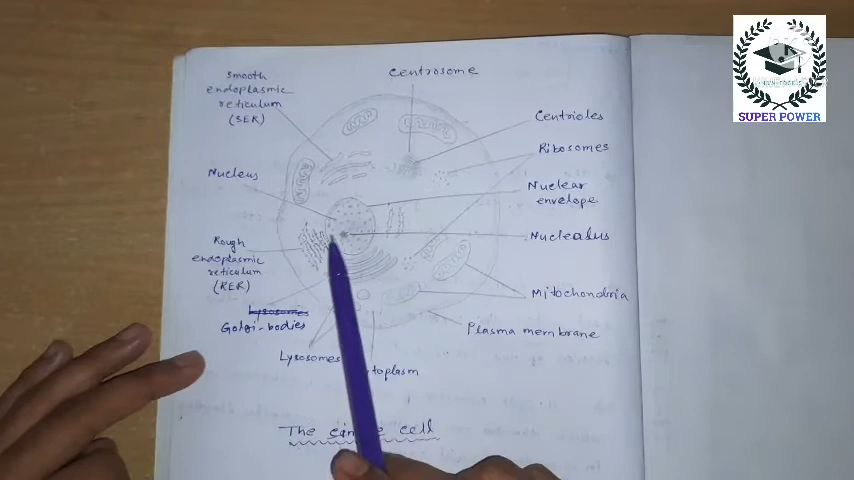 Smooth
endoplasmic
reticulum
(SER)
Centrosome
Centrioles
Ribosomes
Nucleus
Nuclear
envelope
Rough
endoplasmic
reticulum
(RER)
Nucleolus
Mitochondria
Lysosomes
Golgi-bodies
Plasma membrane
Lysosomes
toplasm
The
cell
SUPER POWER